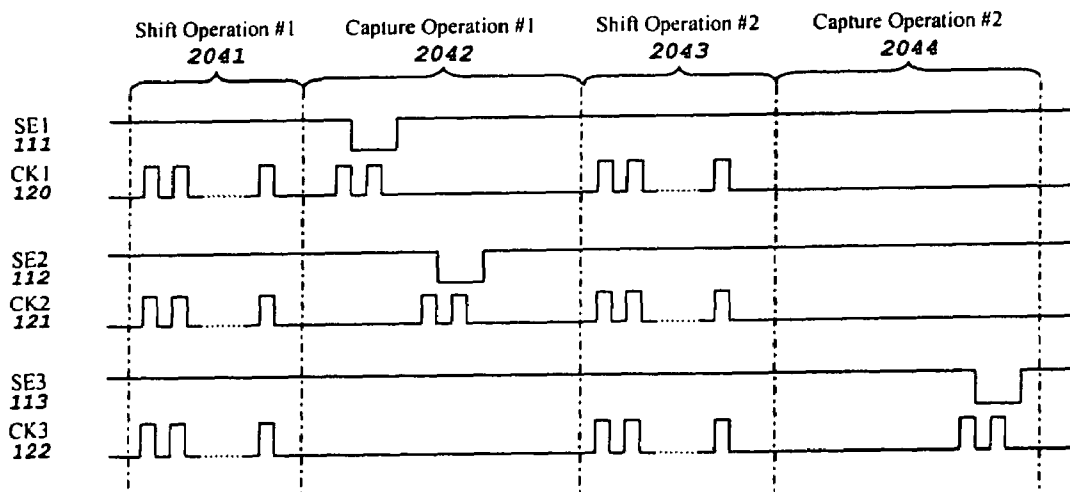 Shift Operation #1
2041
Capture Operation #1
2042
Shift Operation #2
2043
Capture Operation #2
2044
SE1
111
CK1
120
SE2
112
CK2
121
SE3
113
CK3
122